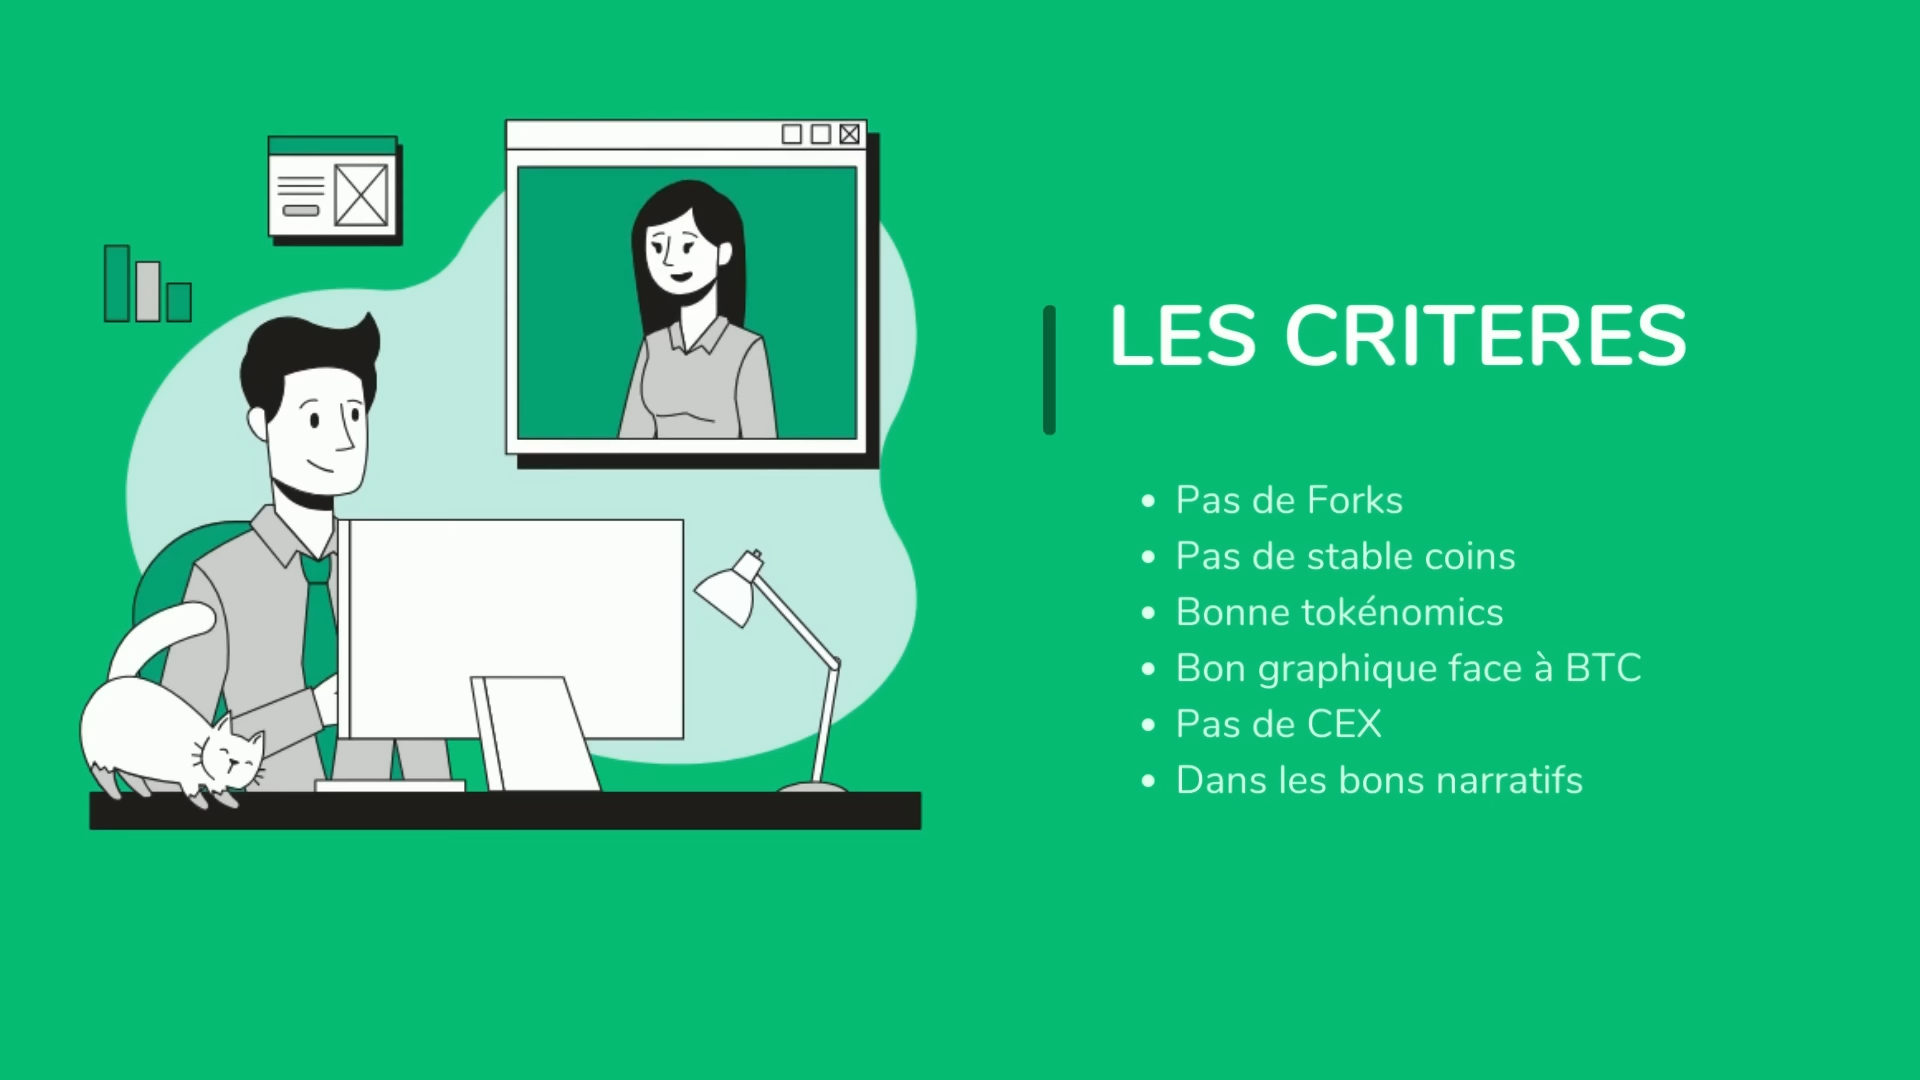 LES CRITERES
• Pas de Forks
• Pas de stable coins
• Bonne tokénomics
• Bon graphique face à BTC
• Pas de CEX
• Dans les bons narratifs